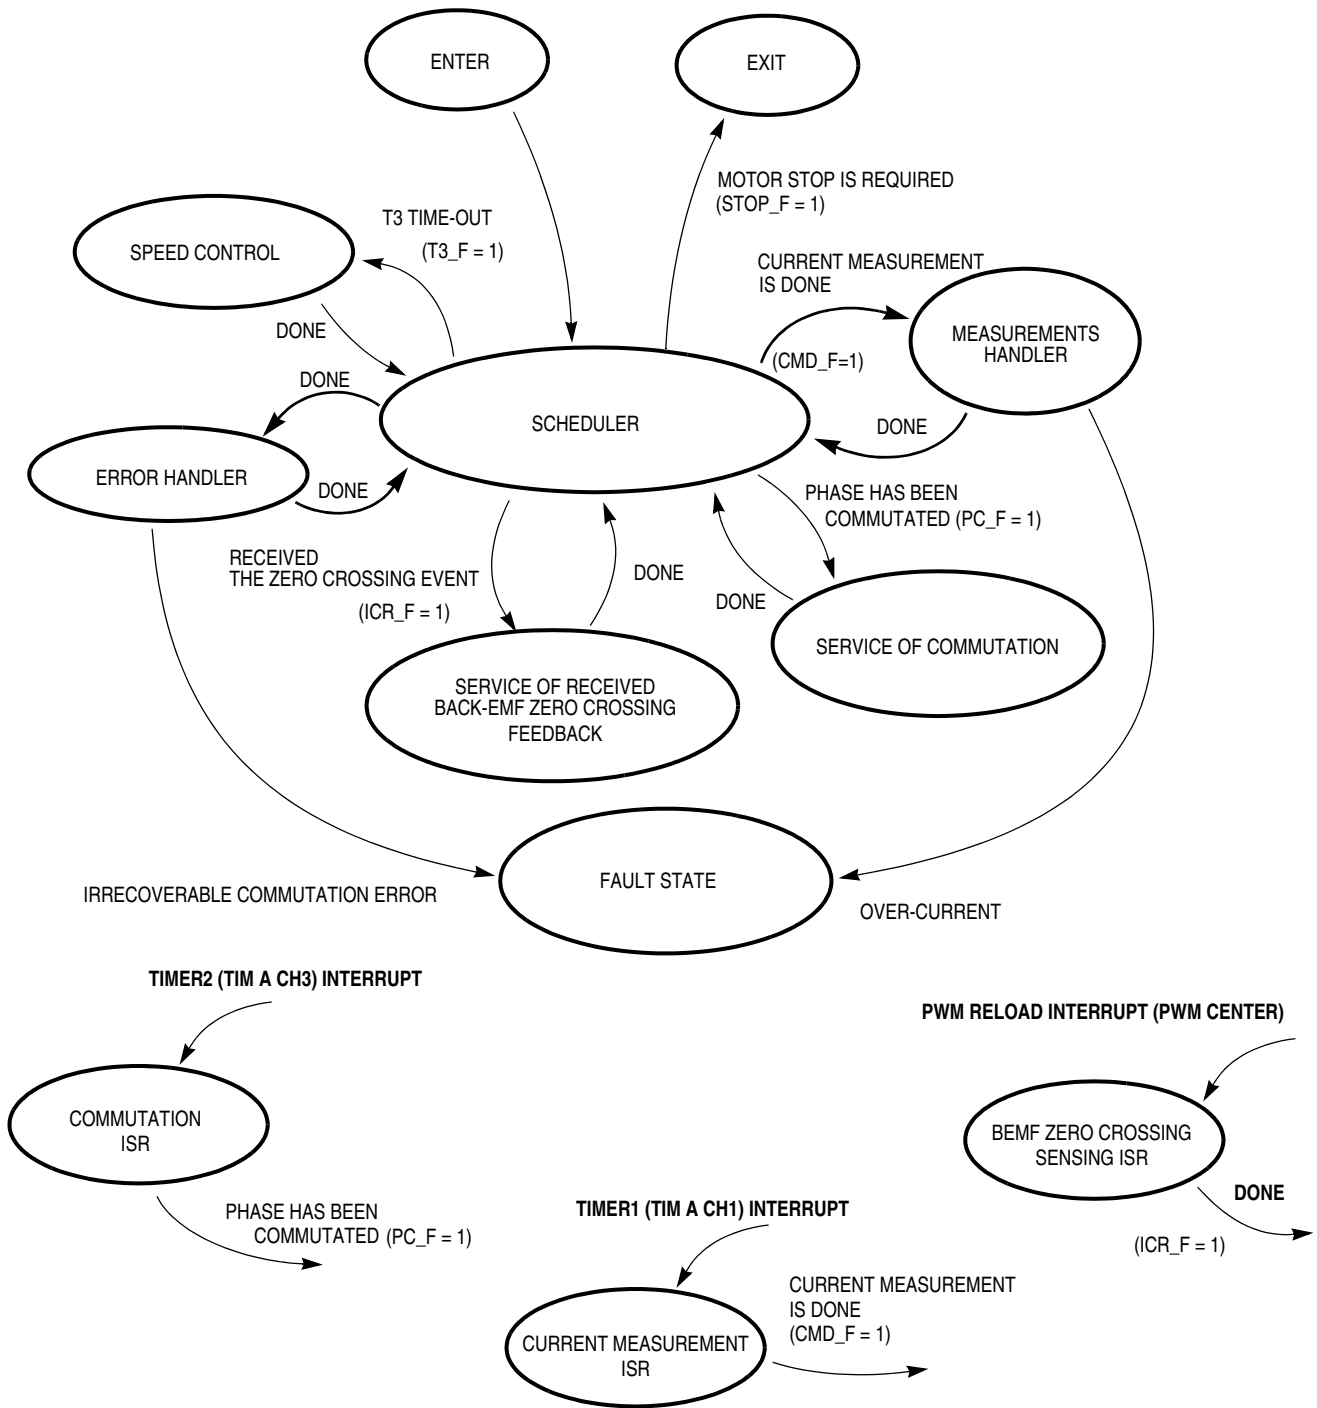 ENTER
EXIT
MOTOR STOP IS REQUIRED
(STOP_F = 1)
T3 TIME-OUT
(T3_F = 1)
SPEED CONTROL
CURRENT MEASUREMENT
IS DONE
DONE
MEASUREMENTS
HANDLER
(CMD_F=1)
DONE
SCHEDULER
DONE
ERROR HANDLER
DONE
PHASE HAS BEEN
COMMUTATED (PC_F = 1)
RECEIVED
THE ZERO CROSSING EVENT
(ICR_F = 1)
DONE
DONE
SERVICE OF COMMUTATION
SERVICE OF RECEIVED
BACK-EMF ZERO CROSSING
FEEDBACK
FAULT STATE
IRRECOVERABLE COMMUTATION ERROR
OVER-CURRENT
TIMER2 (TIM A CH3) INTERRUPT
PWM RELOAD INTERRUPT (PWM CENTER)
COMMUTATION
ISR
BEMF ZERO CROSSING
SENSING ISR
DONE
(ICR_F = 1)
PHASE HAS BEEN
COMMUTATED (PC_F = 1)
TIMER1 (TIM A CH1) INTERRUPT
CURRENT MEASUREMENT
IS DONE
(CMD_F = 1)
CURRENT MEASUREMENT
ISR